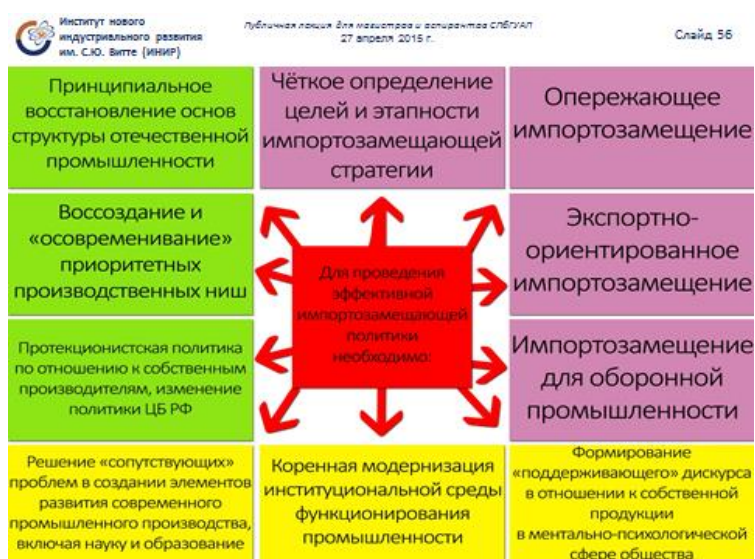 Институт нового
индустриального развития
им. С.Ю. Витте (ИНИР)
Публичная лекция для магистров и аспирантов СПбГУАП
27 апреля 2015 г.
Слайд 56
Принципиальное
восстановление основ
структуры отечественной
промышленности
Чёткое определение
целей и этапности
импортозамещающей
стратегии
Опережающее
импортозамещение
Воссоздание и
«осовременивание»
приоритетных
производственных ниш
Для проведения
эффективной
импортозамещающей
политики
необходимо:
Экспортно-
ориентированное
импортозамещение
Протекционистская политика
по отношению к собственным
производителям, изменение
политики ЦБ РФ
Импортозамещение
для оборонной
промышленности
Решение «сопутствующих»
проблем в создании элементов
развития современного
промышленного производства,
включая науку и образование
Коренная модернизация
институциональной среды
функционирования
промышленности
Формирование
«поддерживающего» дискурса
в отношении к собственной
продукции
в ментально-психологической
сфере общества